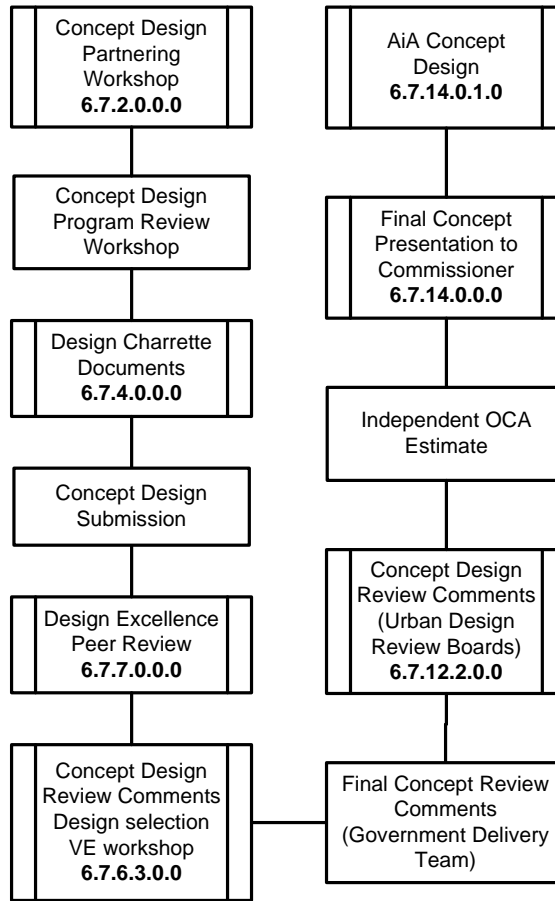 Concept Design
Partnering
Workshop
6.7.2.0.0.0
Concept Design
Program Review
Workshop
Design Charrette
Documents
6.7.4.0.0.0
Concept Design
Submission
Design Excellence
Peer Review
6.7.7.0.0.0
Concept Design
Review Comments
Design selection
VE workshop
6.7.6.3.0.0
Final Concept Review
Comments
(Government Delivery
Team)
Concept Design
Review Comments
(Urban Design
Review Boards)
6.7.12.2.0.0
Independent OCA
Estimate
Final Concept
Presentation to
Commissioner
6.7.14.0.0.0
AiA Concept
Design
6.7.14.0.1.0